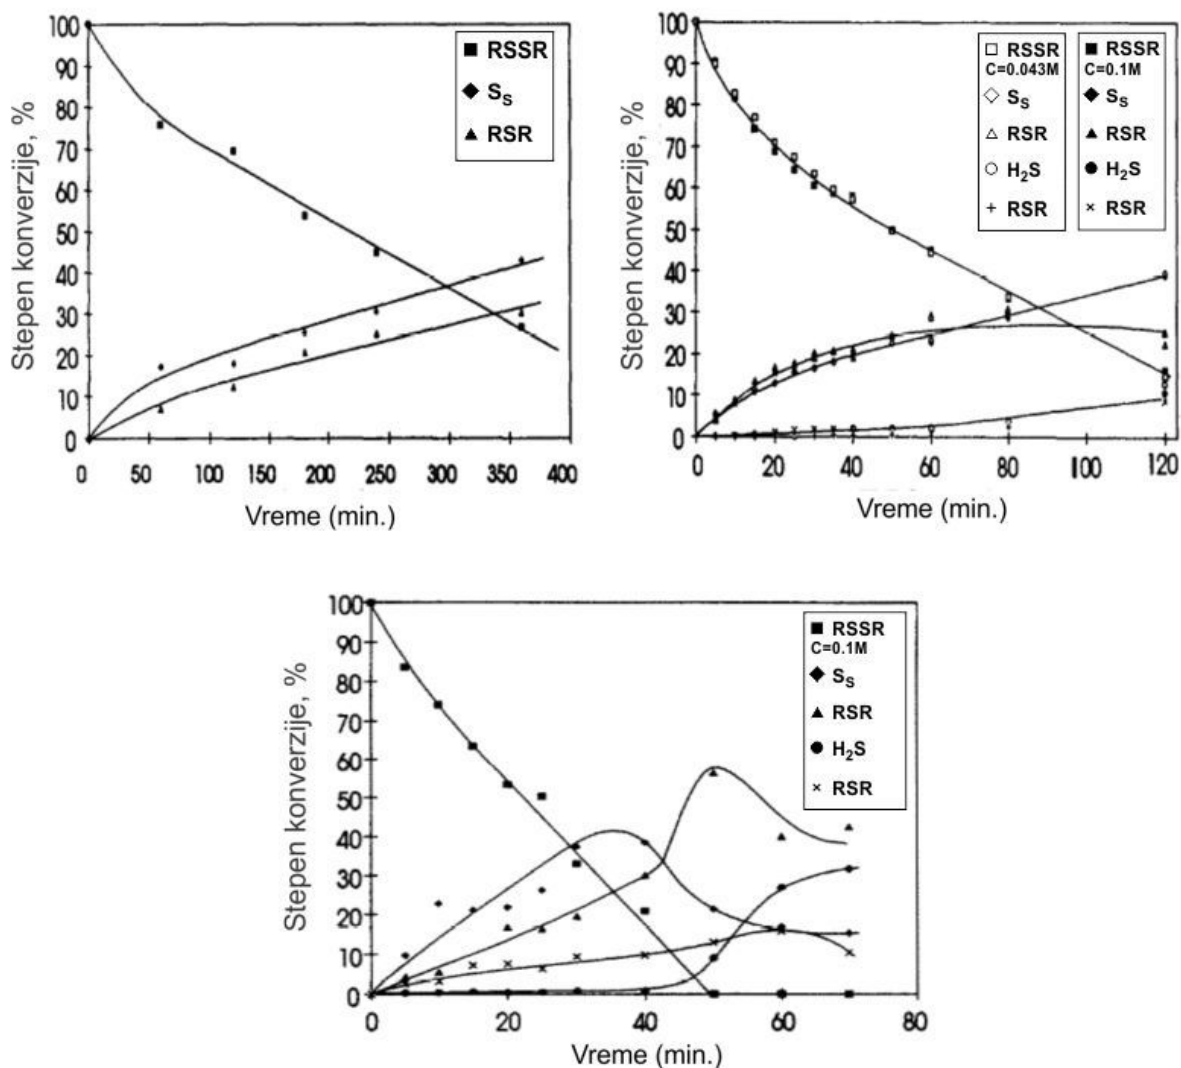 Stepen konverzije, %
100
90
80
70
60
50
40
30
20
10
0
0 50 100 150 200 250 300 350 400
Vreme (min.)
RSSR
S_S
RSR
Stepen konverzije, %
100
90
80
70
60
50
40
30
20
10
0
0 20 40 60 80 100 120
Vreme (min.)
RSSR
C=0.043M
S_S
RSR
H₂S
RSR
RSSR
C=0.1M
S_S
RSR
H₂S
RSR
Stepen konverzije, %
100
90
80
70
60
50
40
30
20
10
0
0 20 40 60 80
Vreme (min.)
RSSR
C=0.1M
S_S
RSR
H₂S
RSR